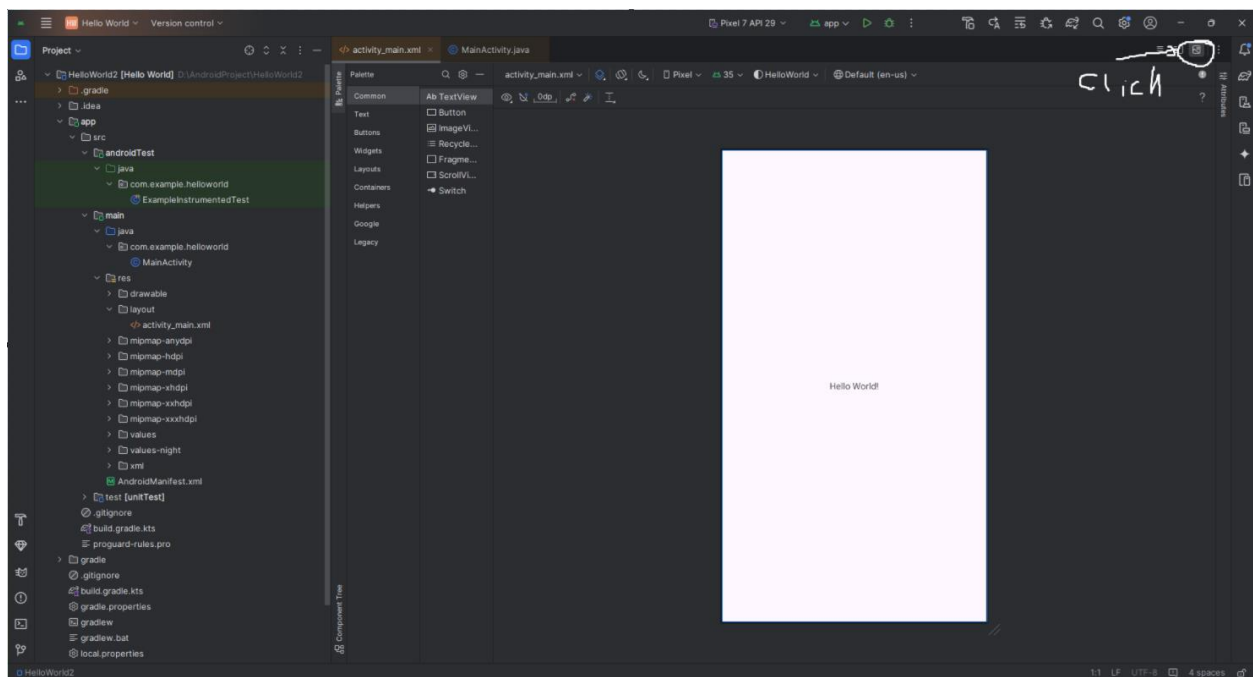 HW Hello World Version control Pixel 7 API 29 app
Project
activity_main.xml MainActivity.java
click
HelloWorld2 [Hello World] D:\AndroidProject\HelloWorld2
.gradle
.idea
app
src
androidTest
java
com.example.helloworld
ExampleInstrumentedTest
main
java
com.example.helloworld
MainActivity
res
drawable
layout
activity_main.xml
mipmap-anydpi
mipmap-hdpi
mipmap-mdpi
mipmap-xhdpi
mipmap-xxhdpi
mipmap-xxxhdpi
values
values-night
xml
AndroidManifest.xml
test [unitTest]
.gitignore
build.gradle.kts
proguard-rules.pro
gradle
.gitignore
build.gradle.kts
gradle.properties
gradlew
gradlew.bat
local.properties
Palette
Palette
Common
Text
Buttons
Widgets
Layouts
Containers
Helpers
Google
Legacy
Ab TextView
Button
ImageVi...
Recycle...
Fragme...
ScrollVi...
Switch
Component Tree
activity_main.xml Pixel 35 HelloWorld Default (en-us)
0dp
Hello World!
Attributes
HelloWorld2
1:1 LF UTF-8 4 spaces